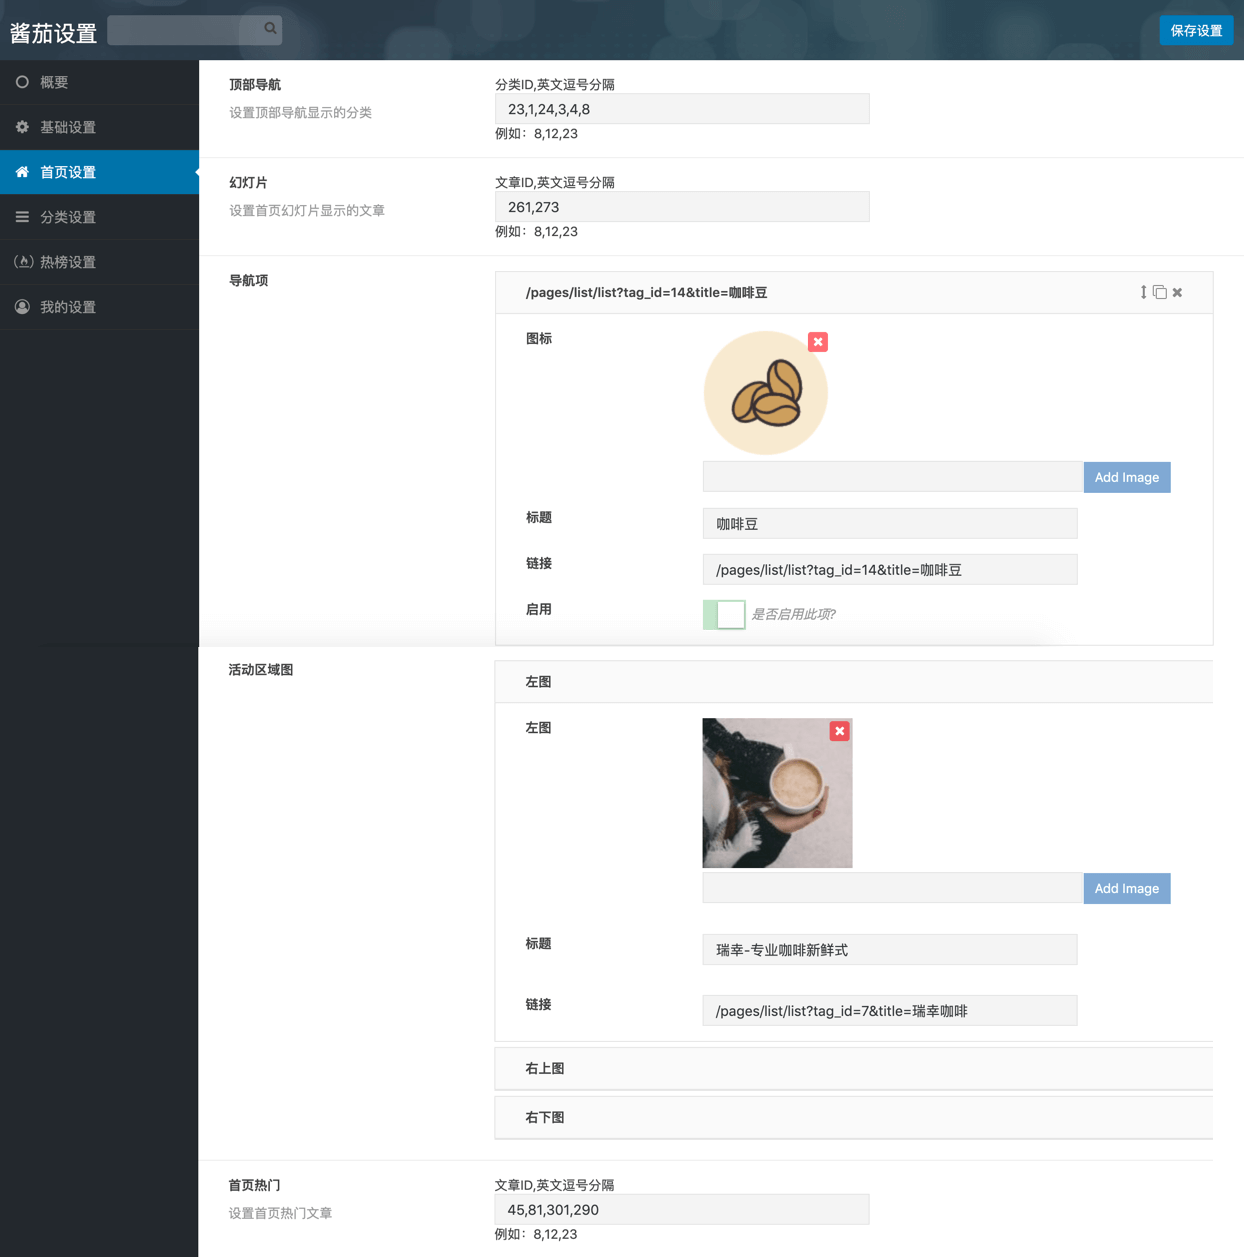 酱茄设置
保存设置
概要
基础设置
首页设置
分类设置
热榜设置
我的设置
顶部导航
设置顶部导航显示的分类
分类ID,英文逗号分隔
23,1,24,3,4,8
例如：8,12,23
幻灯片
设置首页幻灯片显示的文章
文章ID,英文逗号分隔
261,273
例如：8,12,23
导航项
/pages/list/list?tag_id=14&title=咖啡豆
图标
Add Image
标题
咖啡豆
链接
/pages/list/list?tag_id=14&title=咖啡豆
启用
是否启用此项?
活动区域图
左图
左图
Add Image
标题
瑞幸-专业咖啡新鲜式
链接
/pages/list/list?tag_id=7&title=瑞幸咖啡
右上图
右下图
首页热门
设置首页热门文章
文章ID,英文逗号分隔
45,81,301,290
例如：8,12,23